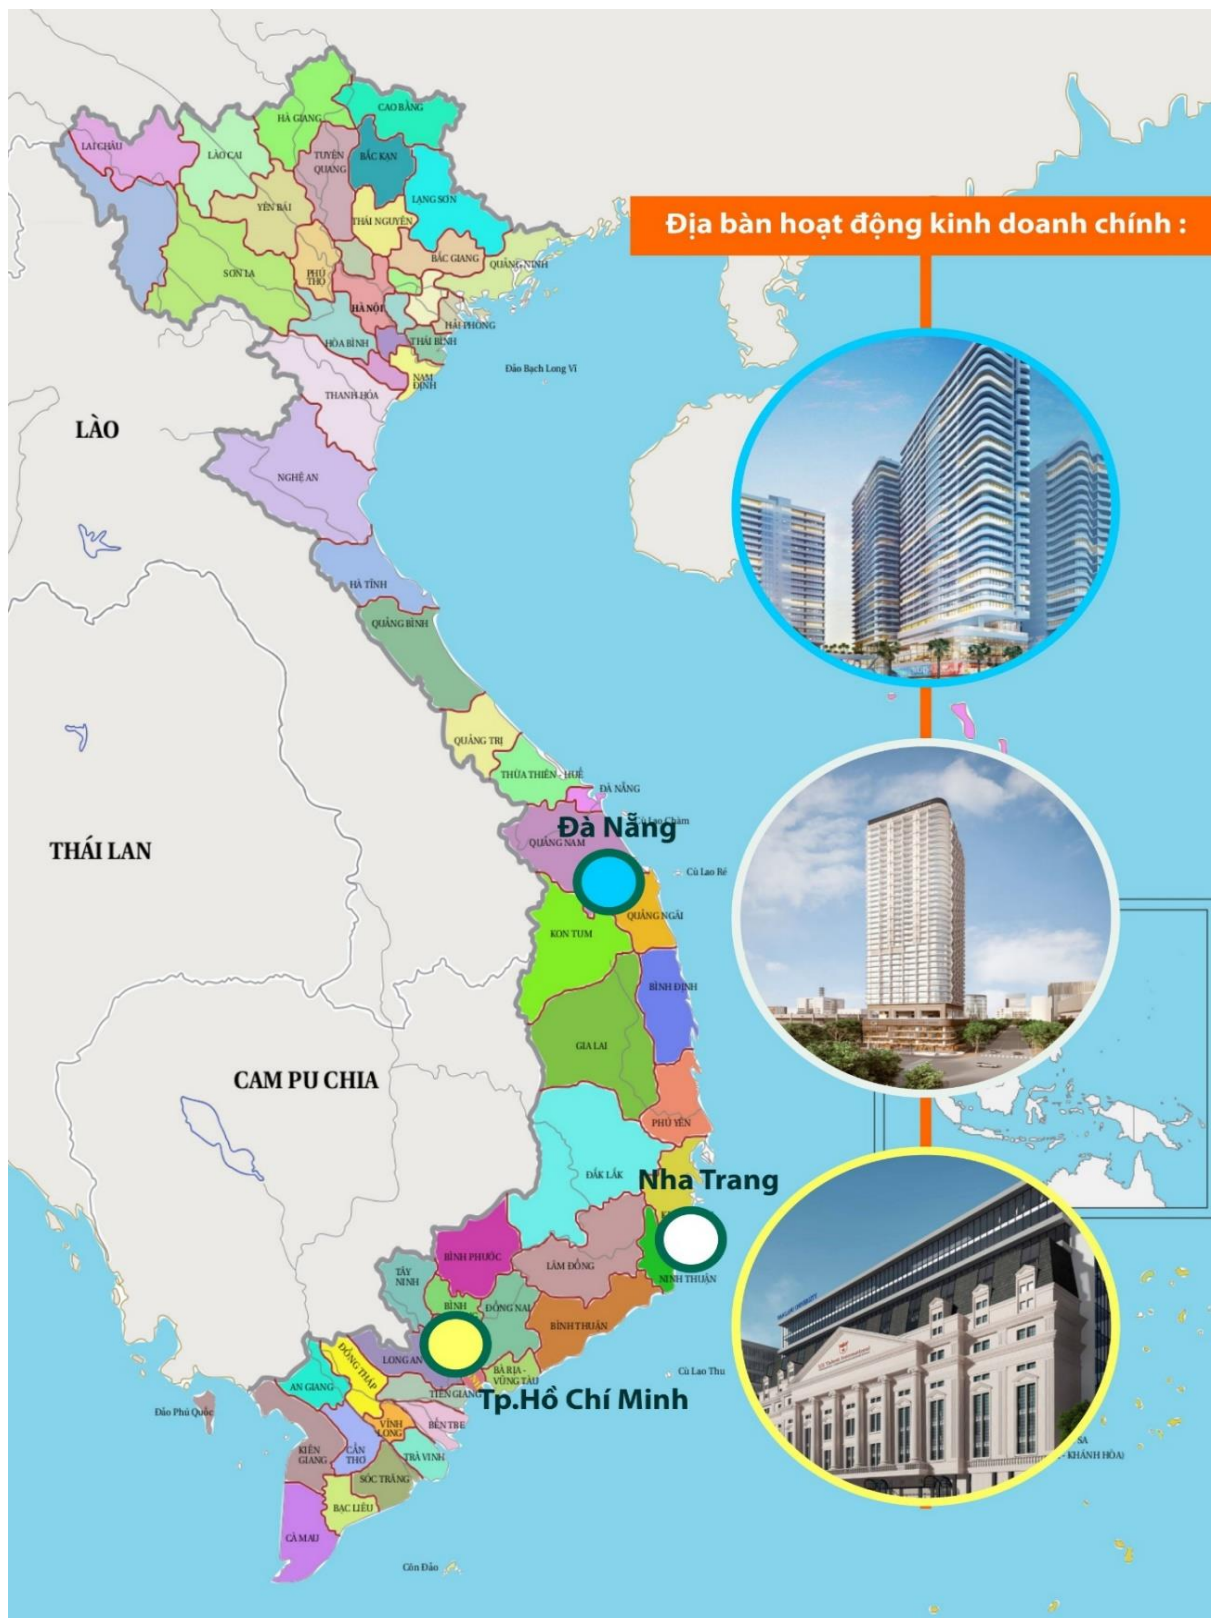 CAO BẰNG
HÀ GIANG
LAI CHÂU
LÀO CAI
TUYÊN
QUANG
BẮC KẠN
YÊN BÁI
THÁI NGUYÊN
LẠNG SƠN
Địa bàn hoạt động kinh doanh chính :
SƠN LA
PHÚ
THỌ
BẮC GIANG
QUẢNG NINH
HÀ NỘI
HẢI PHÒNG
HÒA BÌNH
THÁI BÌNH
NAM
ĐỊNH
Đảo Bạch Long Vĩ
THANH HÓA
LÀO
NGHỆ AN
HÀ TĨNH
QUẢNG BÌNH
QUẢNG TRỊ
THỪA THIÊN - HUẾ
ĐÀ NẴNG
Cù Lao Chàm
Đà Nẵng
QUẢNG NAM
THÁI LAN
Cù Lao Ré
QUẢNG NGÃI
KON TUM
BÌNH ĐỊNH
GIA LAI
CAM PU CHIA
PHÚ YÊN
ĐẮK LẮK
Nha Trang
BÌNH PHƯỚC
LÂM ĐỒNG
TÂY
NINH
NINH THUẬN
BÌNH
ĐỒNG NAI
BÌNH THUẬN
LONG AN
ĐỒNG THÁP
BÀ RỊA -
VŨNG TÀU
Cù Lao Thu
AN GIANG
TIỀN GIANG
Tp.Hồ Chí Minh
Đảo Phú Quốc
VĨNH
LONG
BẾN TRE
KIÊN
GIANG
CẦN
THƠ
TRÀ VINH
SÓC TRĂNG
BẠC LIÊU
CÀ MAU
Côn Đảo
SA
- KHÁNH HÒA)